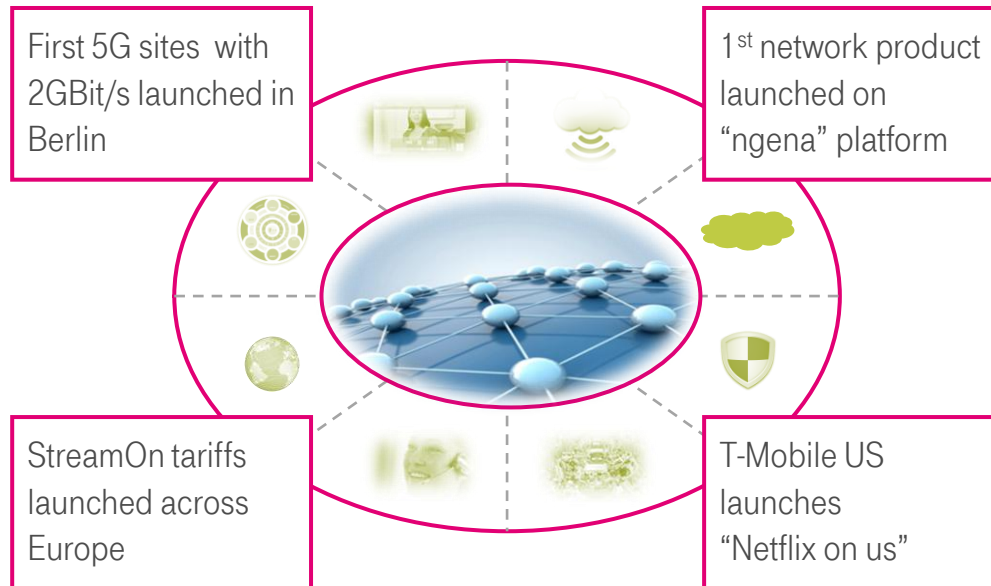 First 5G sites with
2GBit/s launched in
Berlin
1st network product
launched on
“ngena” platform
StreamOn tariffs
launched across
Europe
T-Mobile US
launches
“Netflix on us”